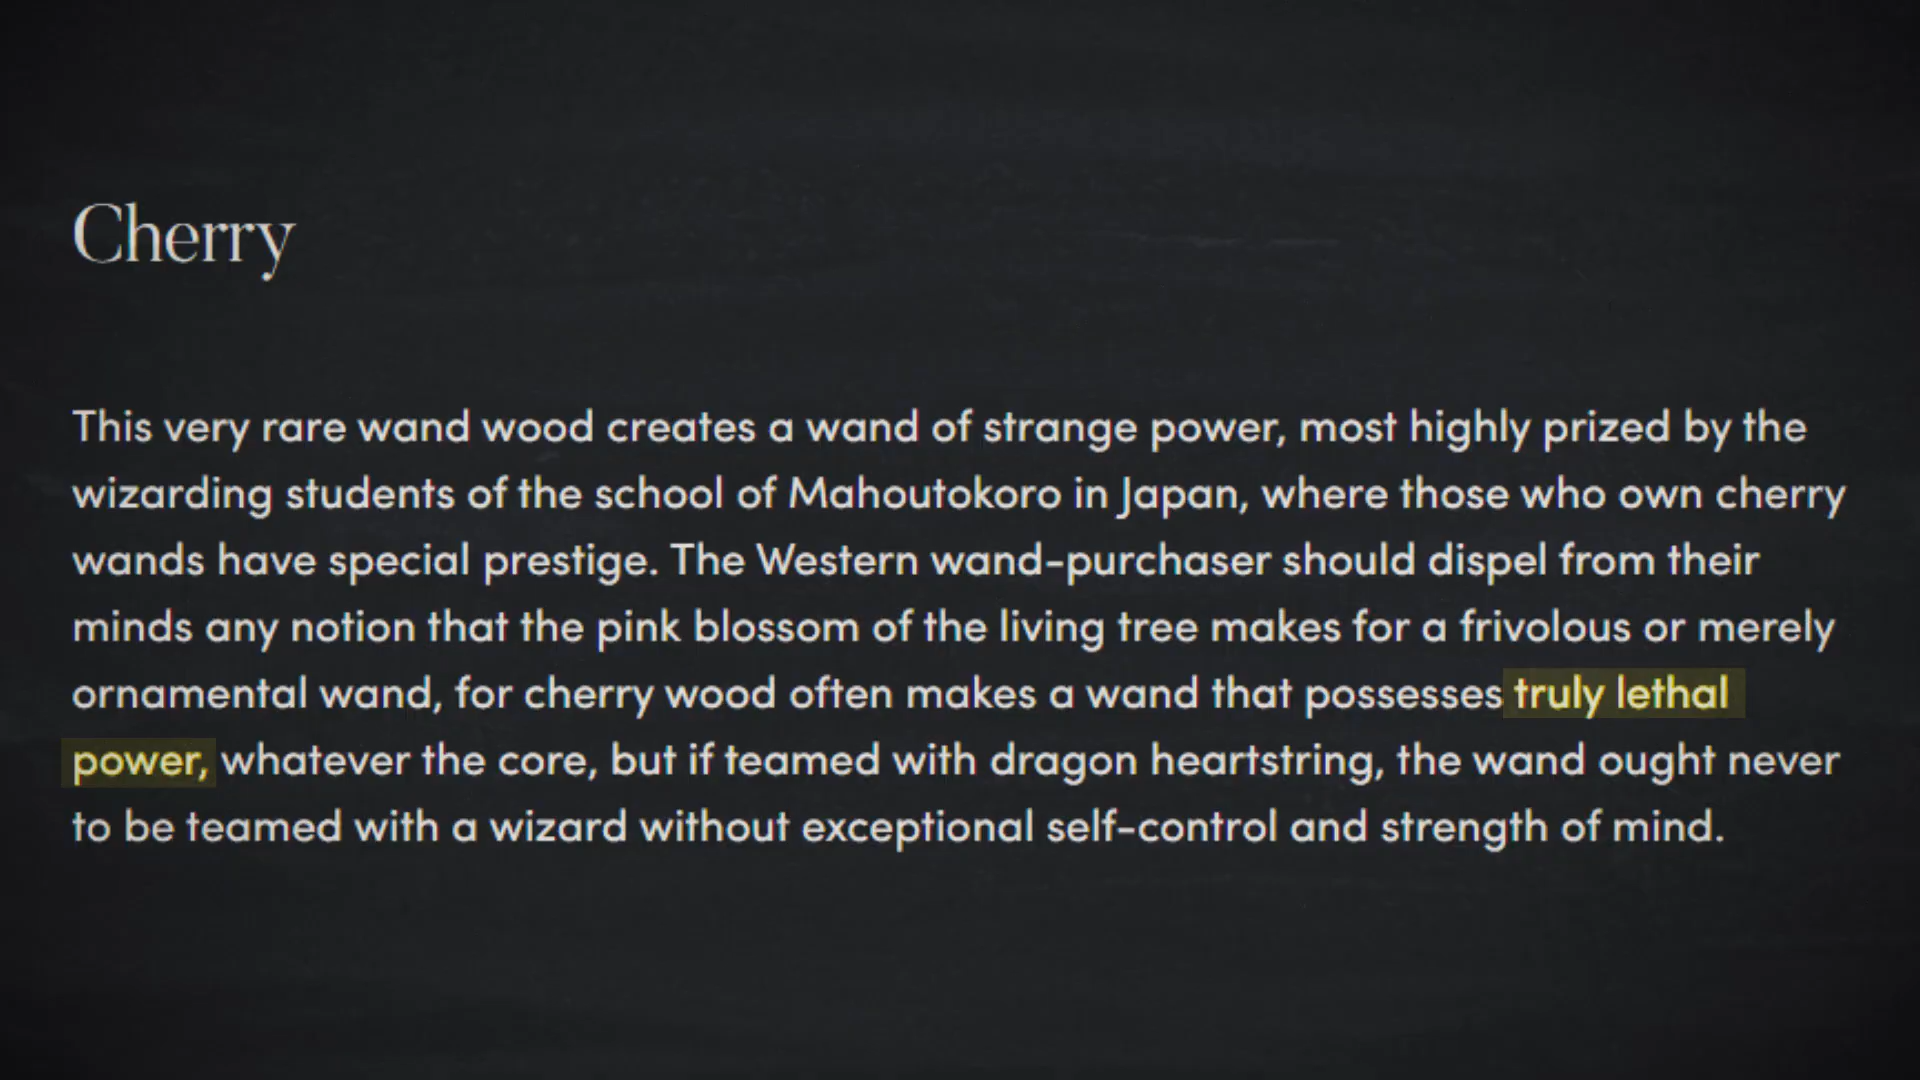 Cherry
This very rare wand wood creates a wand of strange power, most highly prized by the
wizarding students of the school of Mahoutokoro in Japan, where those who own cherry
wands have special prestige. The Western wand-purchaser should dispel from their
minds any notion that the pink blossom of the living tree makes for a frivolous or merely
ornamental wand, for cherry wood often makes a wand that possesses truly lethal
power, whatever the core, but if teamed with dragon heartstring, the wand ought never
to be teamed with a wizard without exceptional self-control and strength of mind.